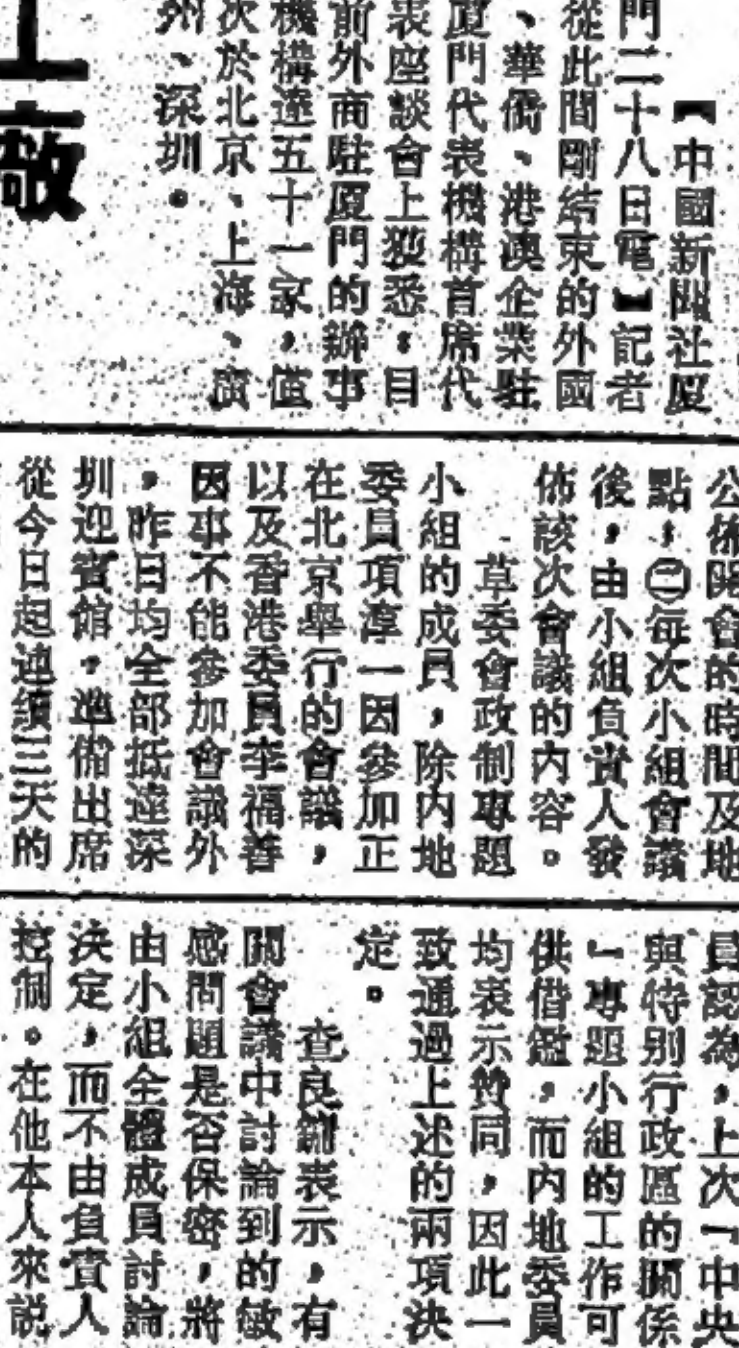 【中國新聞社廈
門二十八日電】記者
從此間剛結束的外國
、華僑、港澳企業駐
廈門代表機構首席代
表座談會上獲悉，目
前外商駐廈門的辦事
機構達五十一家，僅
次於北京、上海、廣
州、深圳。
工廠
公佈開會的時間及地
點，㊁每次小組會議
後，由小組負責人發
佈該次會議的內容。
草委會政制專題
小組的成員，除內地
委員項淳一因參加正
在北京舉行的會議，
以及香港委員李福善
因事不能參加會議外
，昨日均全部抵達深
圳迎賓館，準備出席
從今日起連續三天的
員認為，上次「中央
與特別行政區的關係
」專題小組的工作可
供借鑑，而內地委員
均表示贊同，因此一
致通過上述的兩項決
定。
查良鏞表示，有
關會議中討論到的敏
感問題是否保密，將
由小組全體成員討論
決定，而不由負責人
控制。在他本人來說